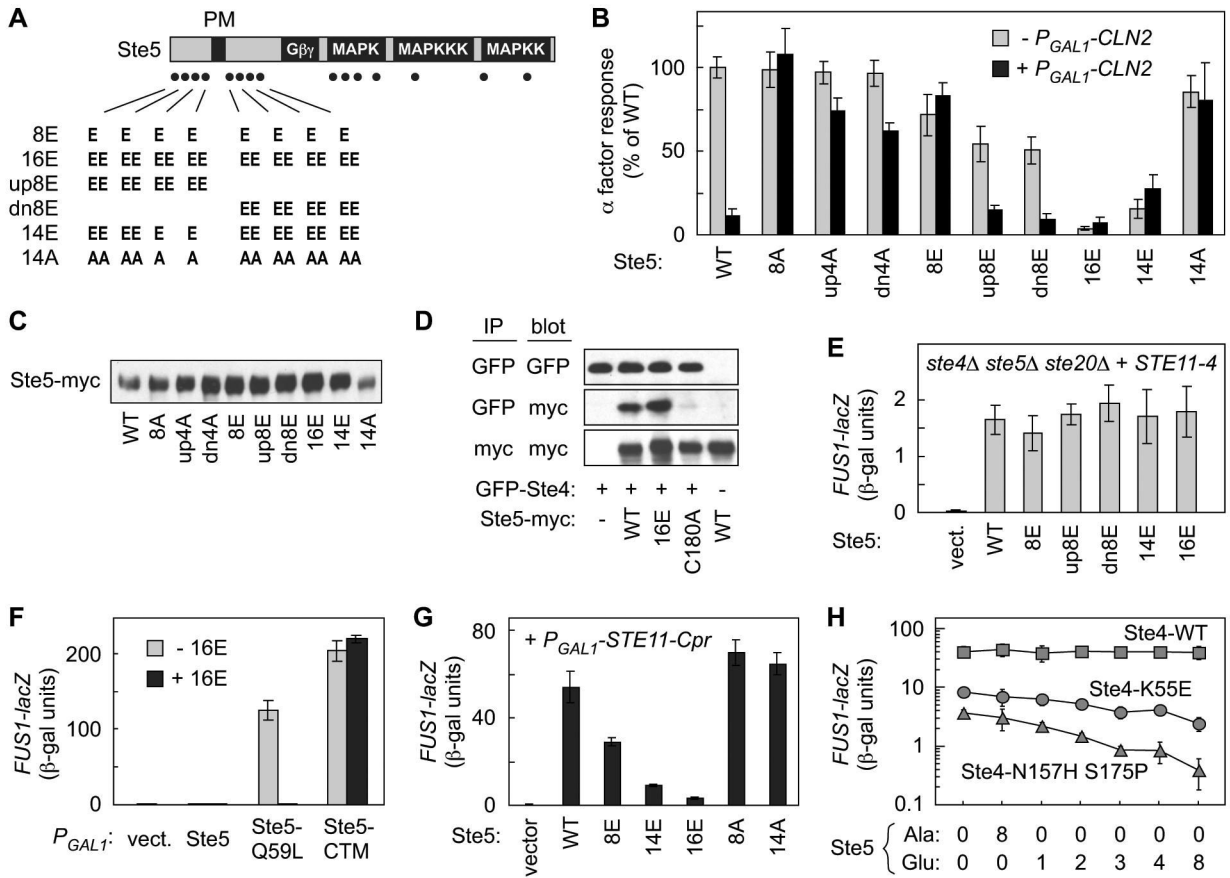 A
PM
Ste5
Gβγ MAPK MAPKKK MAPKK
8E E E E E E E E E
16E EE EE EE EE EE EE EE EE
up8E EE EE EE EE
dn8E EE EE EE EE
14E EE EE E E EE EE EE EE
14A AA AA A A AA AA AA AA
B
- P_GAL1-CLN2
+ P_GAL1-CLN2
α factor response
(% of WT)
100
50
0
Ste5: WT 8A up4A dn4A 8E up8E dn8E 16E 14E 14A
C
Ste5-myc
WT 8A up4A dn4A 8E up8E dn8E 16E 14E 14A
D
IP blot
GFP GFP
GFP myc
myc myc
GFP-Ste4: + + + + -
Ste5-myc: - WT 16E C180A WT
E
ste4Δ ste5Δ ste20Δ + STE11-4
FUS1-lacZ
(β-gal units)
2
1
0
Ste5: vect. WT 8E up8E dn8E 14E 16E
F
- 16E
+ 16E
FUS1-lacZ
(β-gal units)
200
100
0
P_GAL1: vect. Ste5 Ste5-Q59L Ste5-CTM
G
+ P_GAL1-STE11-Cpr
FUS1-lacZ
(β-gal units)
80
40
0
Ste5: vector WT 8E 14E 16E 8A 14A
H
FUS1-lacZ
(β-gal units)
100
10
1
0.1
Ste4-WT
Ste4-K55E
Ste4-N157H S175P
Ste5 { Ala: 0 8 0 0 0 0 0
Glu: 0 0 1 2 3 4 8